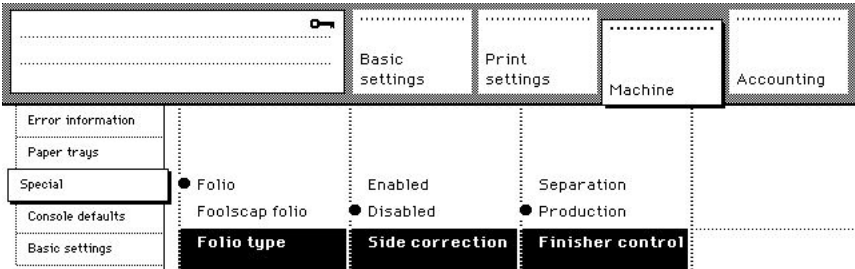 Basic
settings
Print
settings
Machine
Accounting
Error information
Paper trays
Special
Console defaults
Basic settings
Folio
Foolscap folio
Folio type
Enabled
Disabled
Side correction
Separation
Production
Finisher control